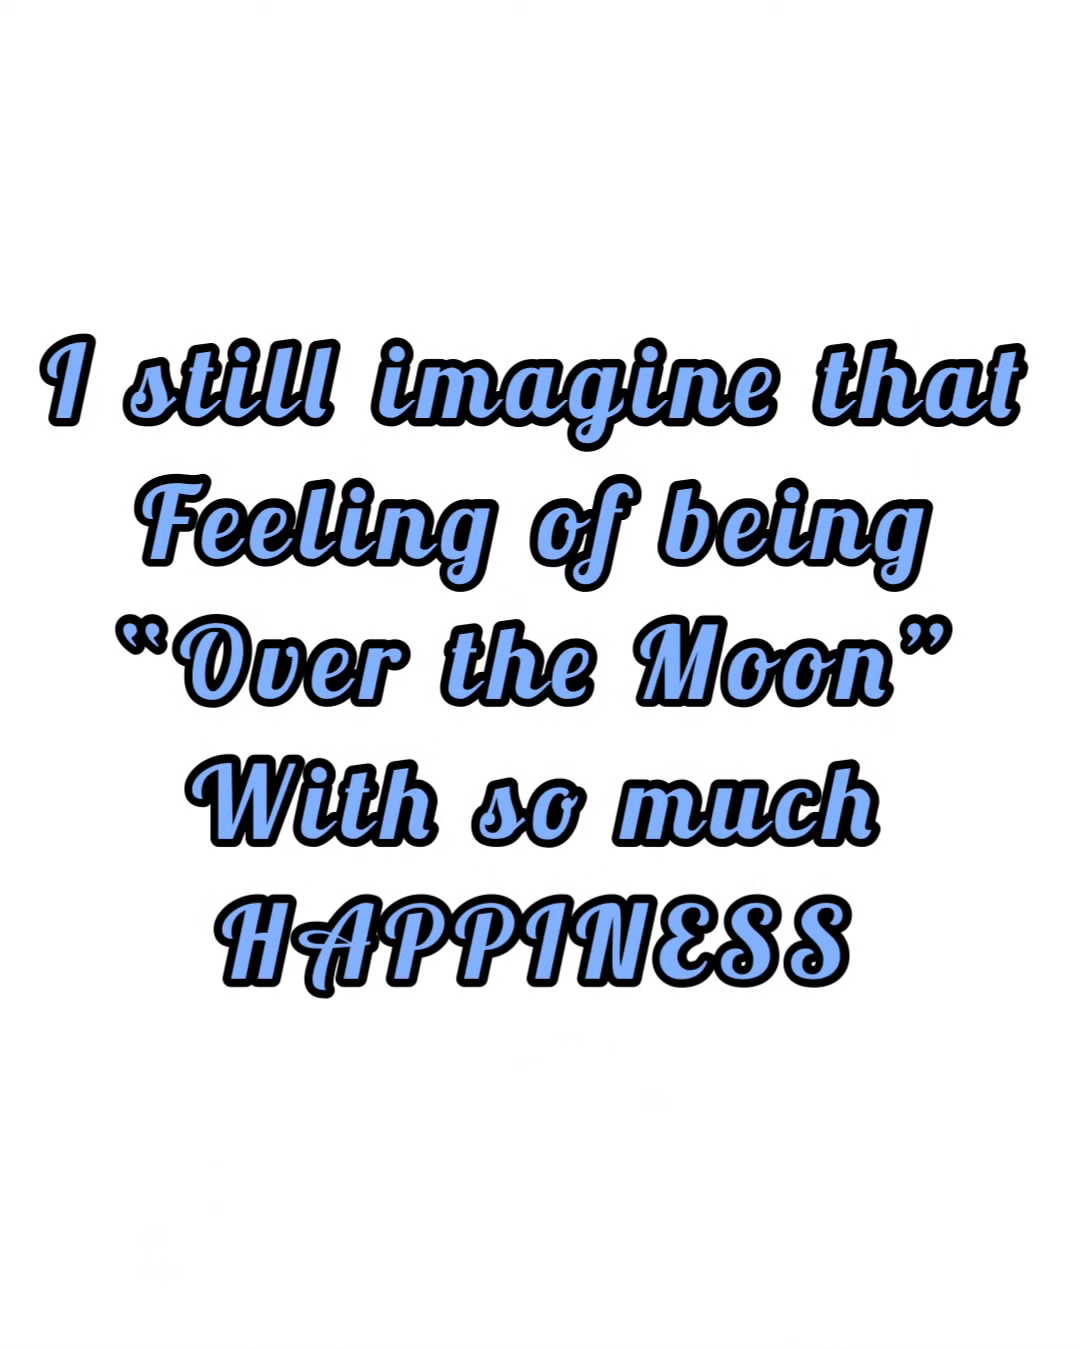 I still imagine that
Feeling of being
“Over the Moon”
With so much
HAPPINESS